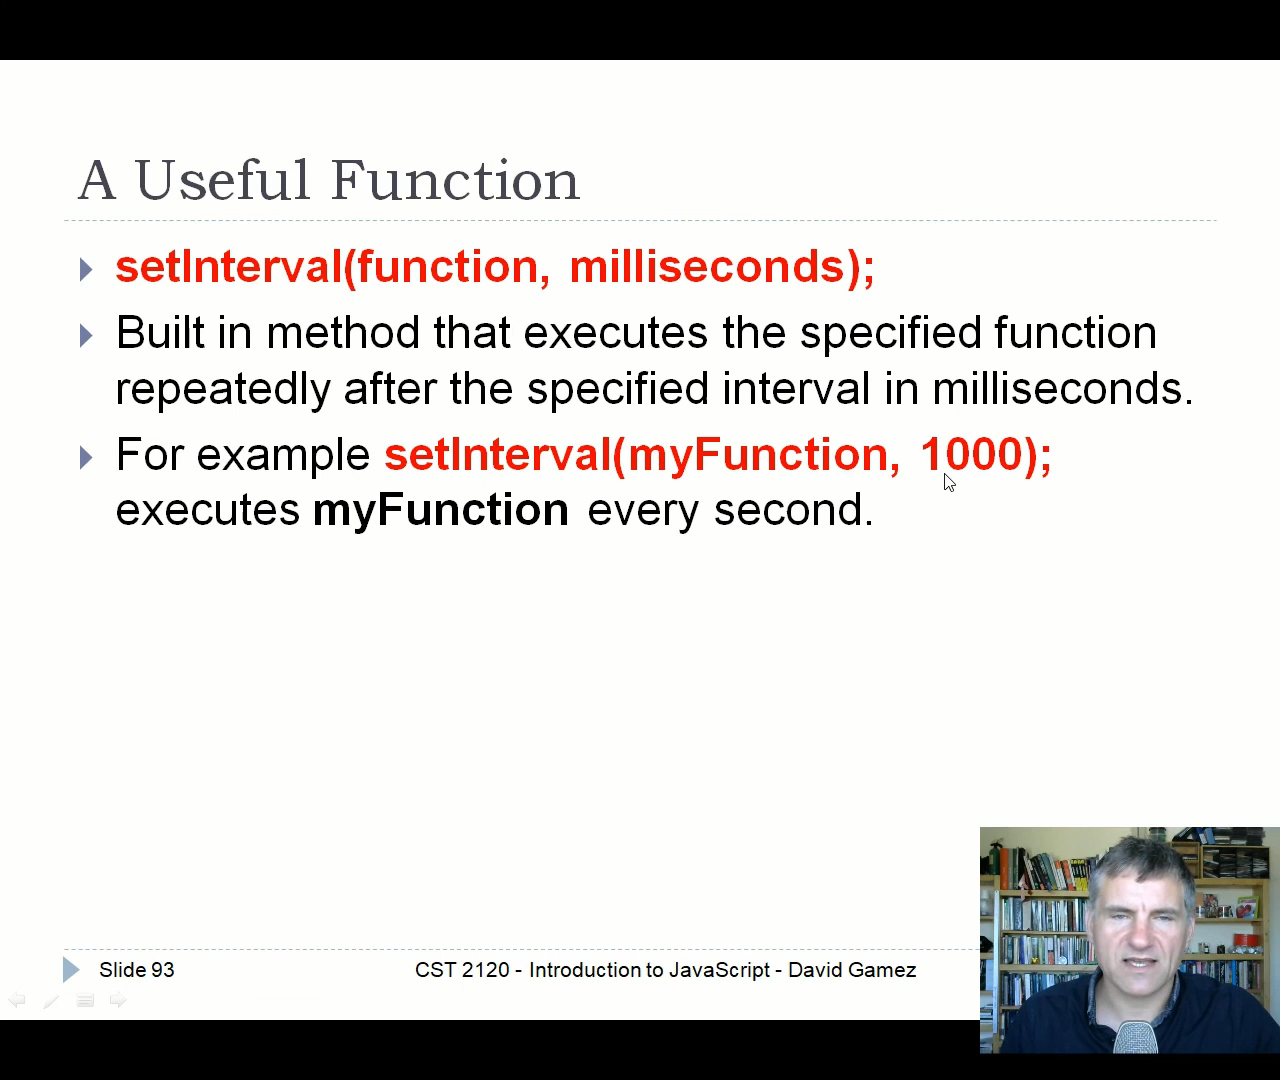 A Useful Function
setInterval(function, milliseconds);
Built in method that executes the specified function
repeatedly after the specified interval in milliseconds.
For example setInterval(myFunction, 1000);
executes myFunction every second.
Slide 93
CST 2120 - Introduction to JavaScript - David Gamez